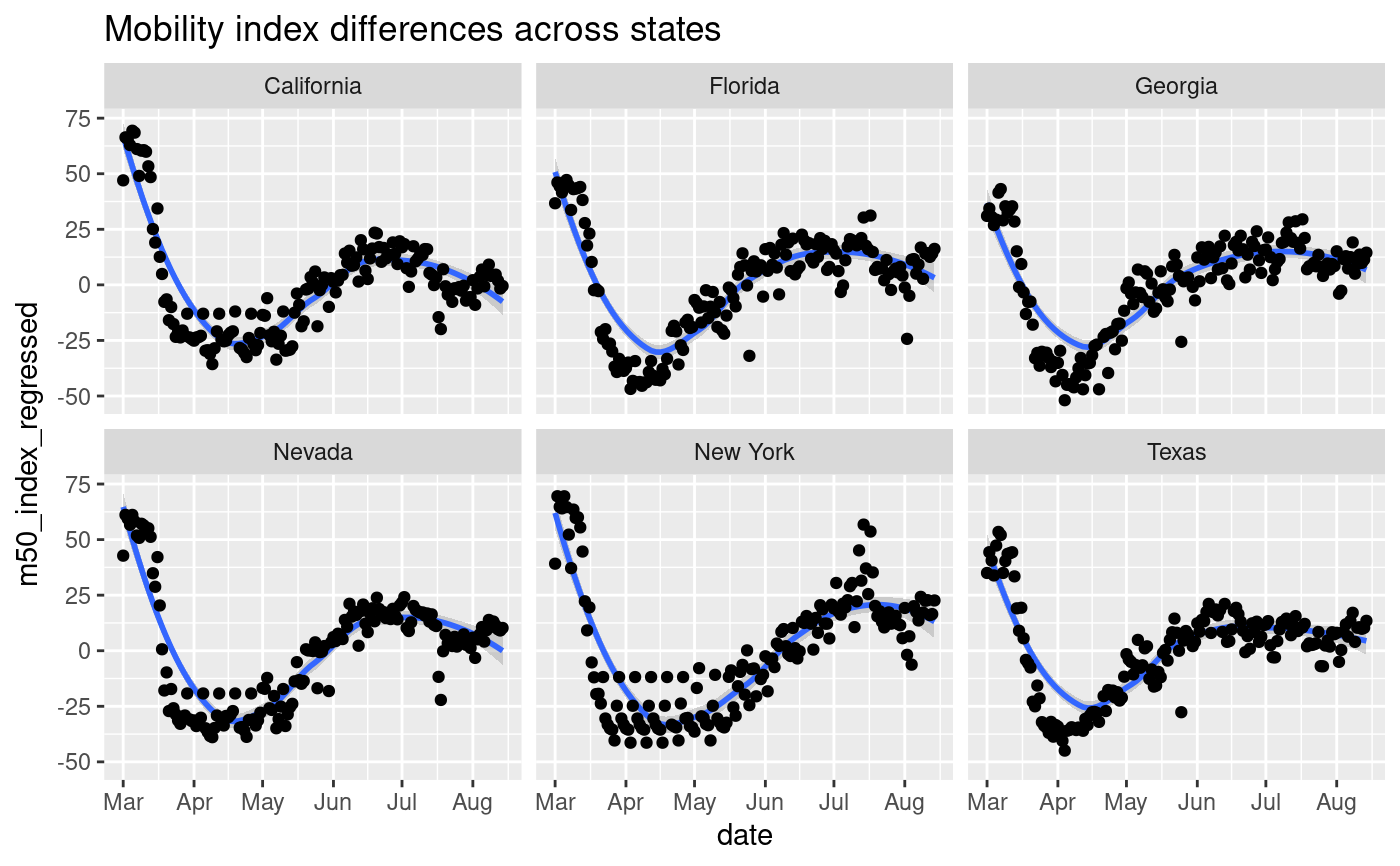 Mobility index differences across states
California
Florida
Georgia
75
50
25
0
-25
-50
Nevada
New York
Texas
75
50
25
0
-25
-50
m50_index_regressed
Mar Apr May Jun Jul Aug
Mar Apr May Jun Jul Aug
Mar Apr May Jun Jul Aug
date